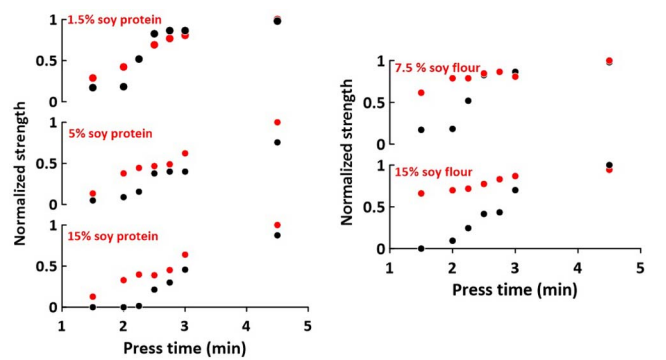 1
1.5% soy protein
0.5
0
1
5% soy protein
0.5
0
1
15% soy protein
0.5
0
1 2 3 4 5
Press time (min)
Normalized strength
1
7.5 % soy flour
0.5
0
1
15% soy flour
0.5
0
1 2 3 4 5
Press time (min)
Normalized strength